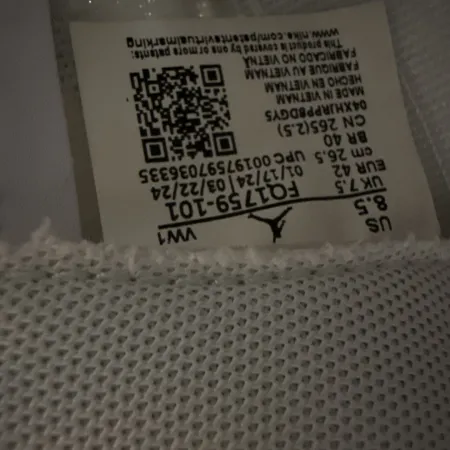 US
8.5
VW1
UK 7.5
FQ1759-101
EUR 42
01/17/24 | 03/22/24
cm 26.5
UPC 00197597036335
BR 40
CN 265(2.5)
04XHJRPP8DGYS
MADE IN VIETNAM
HECHO EN VIETNAM
FABRIQUE AU VIETNAM
FABRICADO NO VIETNÃ
This product is covered by one or more patents:
www.nike.com/patentsvirtualmarking